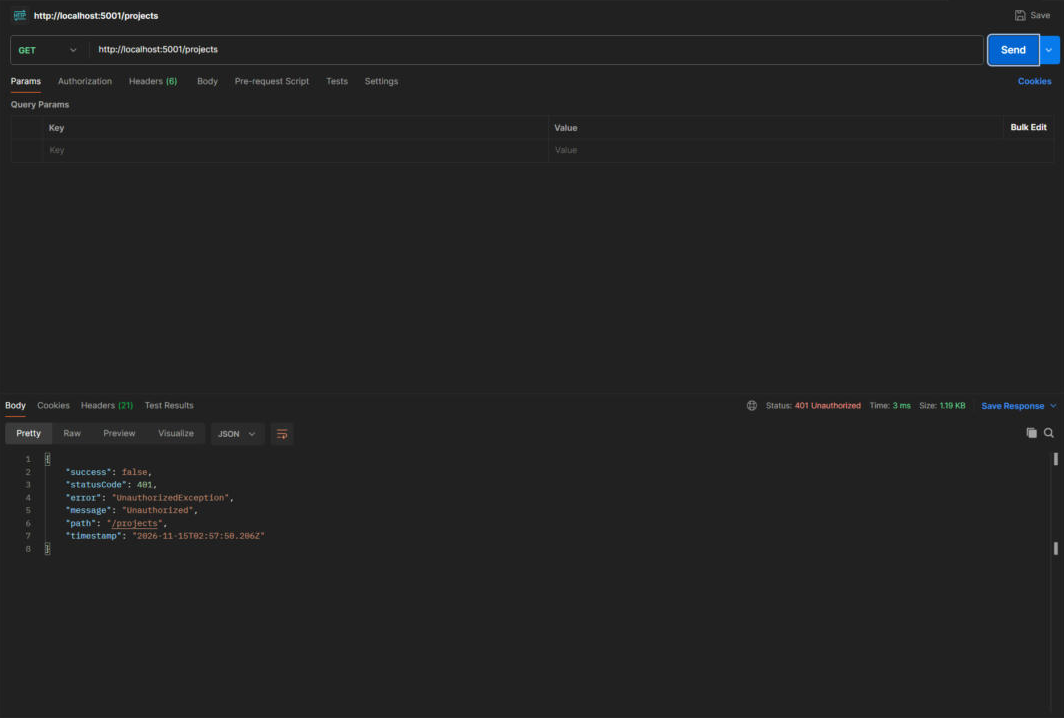 HTTP http://localhost:5001/projects Save
GET http://localhost:5001/projects Send
Params Authorization Headers (6) Body Pre-request Script Tests Settings Cookies
Query Params
Key Value Bulk Edit
Key Value
Body Cookies Headers (21) Test Results Status: 401 Unauthorized Time: 3 ms Size: 1.19 KB Save Response
Pretty Raw Preview Visualize JSON
1 {
2 "success": false,
3 "statusCode": 401,
4 "error": "UnauthorizedException",
5 "message": "Unauthorized",
6 "path": "/projects",
7 "timestamp": "2026-11-15T02:57:50.206Z"
8 }